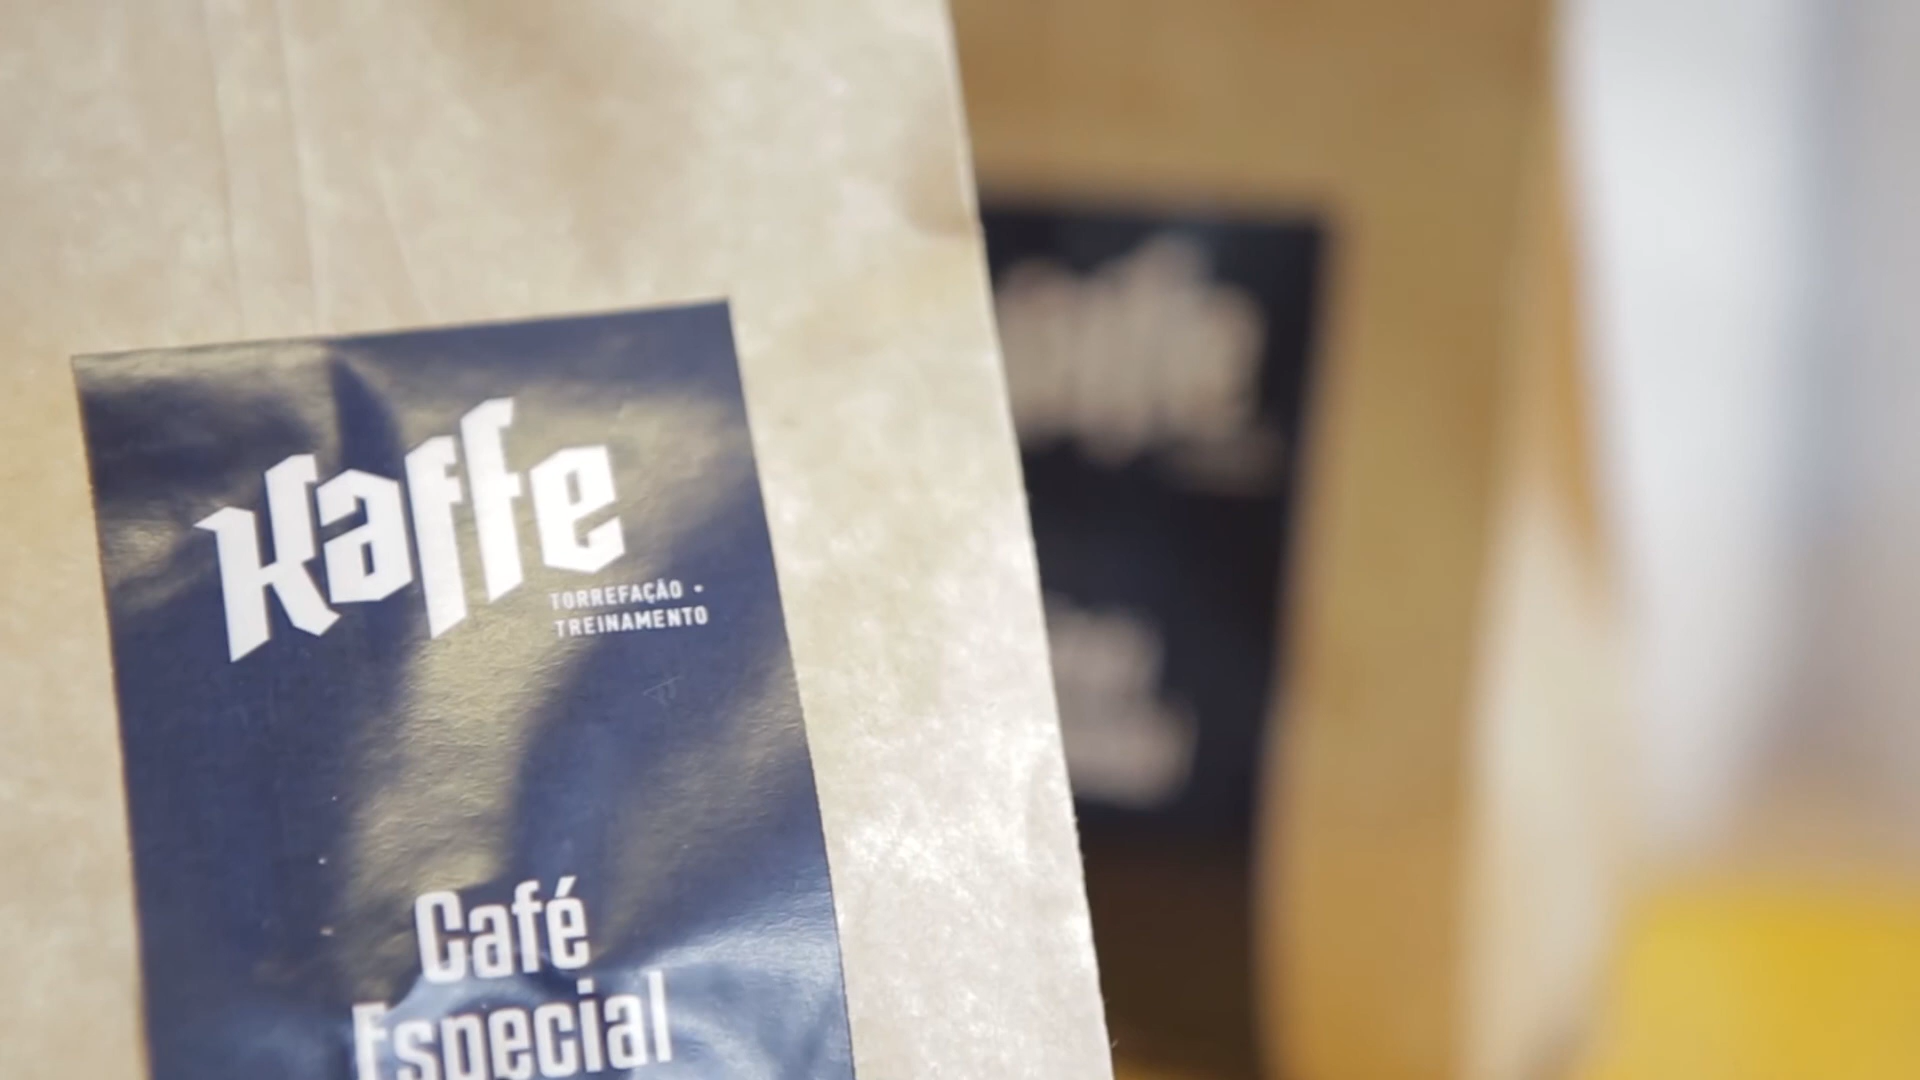 Kaffe
TORREFAÇÃO •
TREINAMENTO
Café
Especial